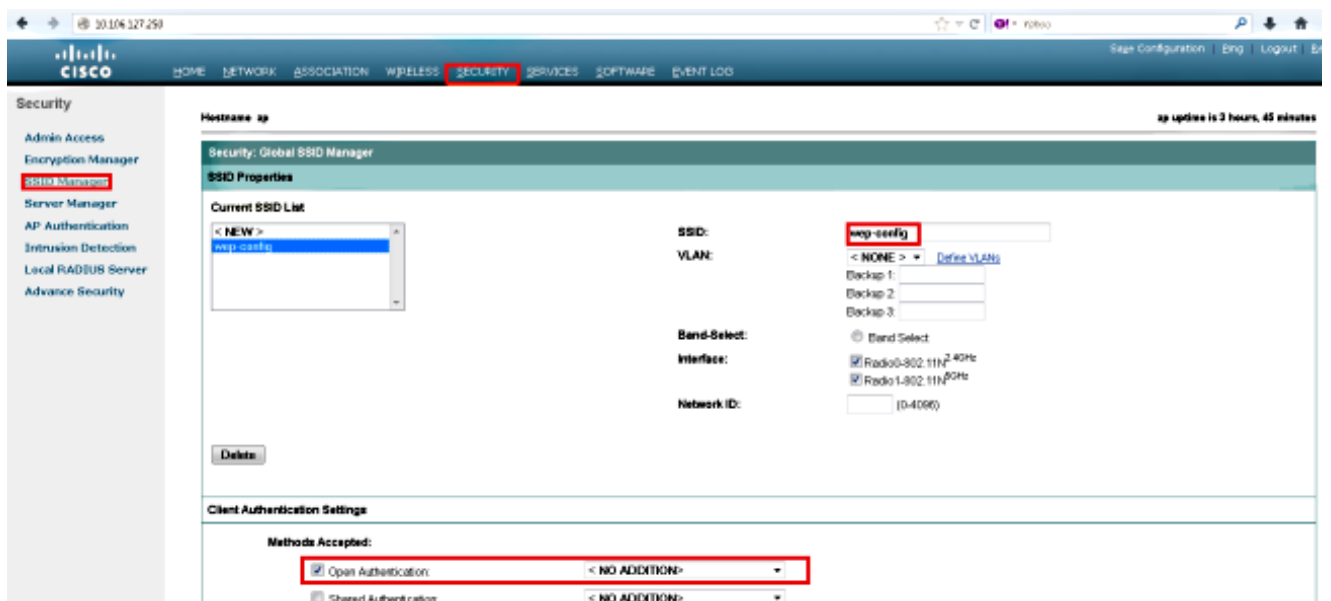 10.106.127.250
Sage Configuration | Ping | Logout |
CISCO
HOME NETWORK ASSOCIATION WIRELESS SECURITY SERVICES SOFTWARE EVENT LOG
Security
Admin Access
Encryption Manager
SSID Manager
Server Manager
AP Authentication
Intrusion Detection
Local RADIUS Server
Advance Security
Hostname ap
ap uptime is 3 hours, 45 minutes
Security: Global SSID Manager
SSID Properties
Current SSID List
< NEW >
wep-config
SSID:
wep-config
VLAN:
< NONE >
Define VLANs
Backup 1:
Backup 2:
Backup 3:
Band-Select:
Band Select
Interface:
Radio0-802.11N 2.4GHz
Radio1-802.11N 5GHz
Network ID:
(0-4096)
Delete
Client Authentication Settings
Methods Accepted:
Open Authentication:
< NO ADDITION>
Shared Authentication:
< NO ADDITION>